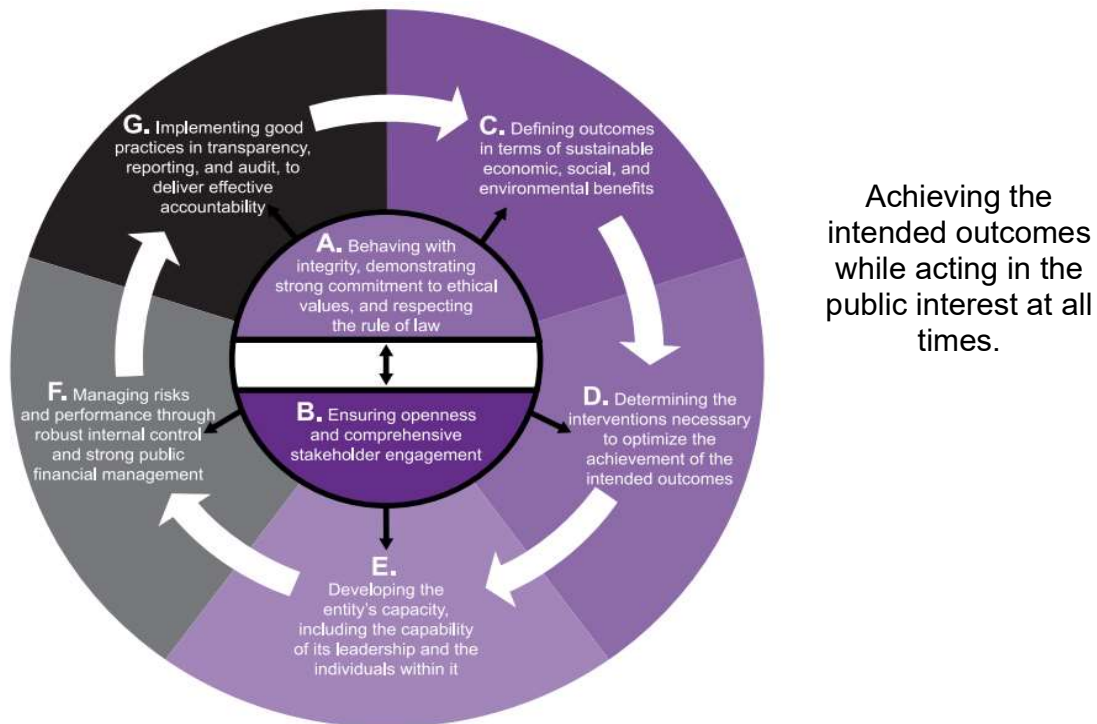 G. Implementing good
practices in transparency,
reporting, and audit, to
deliver effective
accountability
C. Defining outcomes
in terms of sustainable
economic, social, and
environmental benefits
A. Behaving with
integrity, demonstrating
strong commitment to ethical
values, and respecting
the rule of law
B. Ensuring openness
and comprehensive
stakeholder engagement
F. Managing risks
and performance through
robust internal control
and strong public
financial management
D. Determining the
interventions necessary
to optimize the
achievement of the
intended outcomes
E.
Developing the
entity's capacity,
including the capability
of its leadership and the
individuals within it
Achieving the
intended outcomes
while acting in the
public interest at all
times.